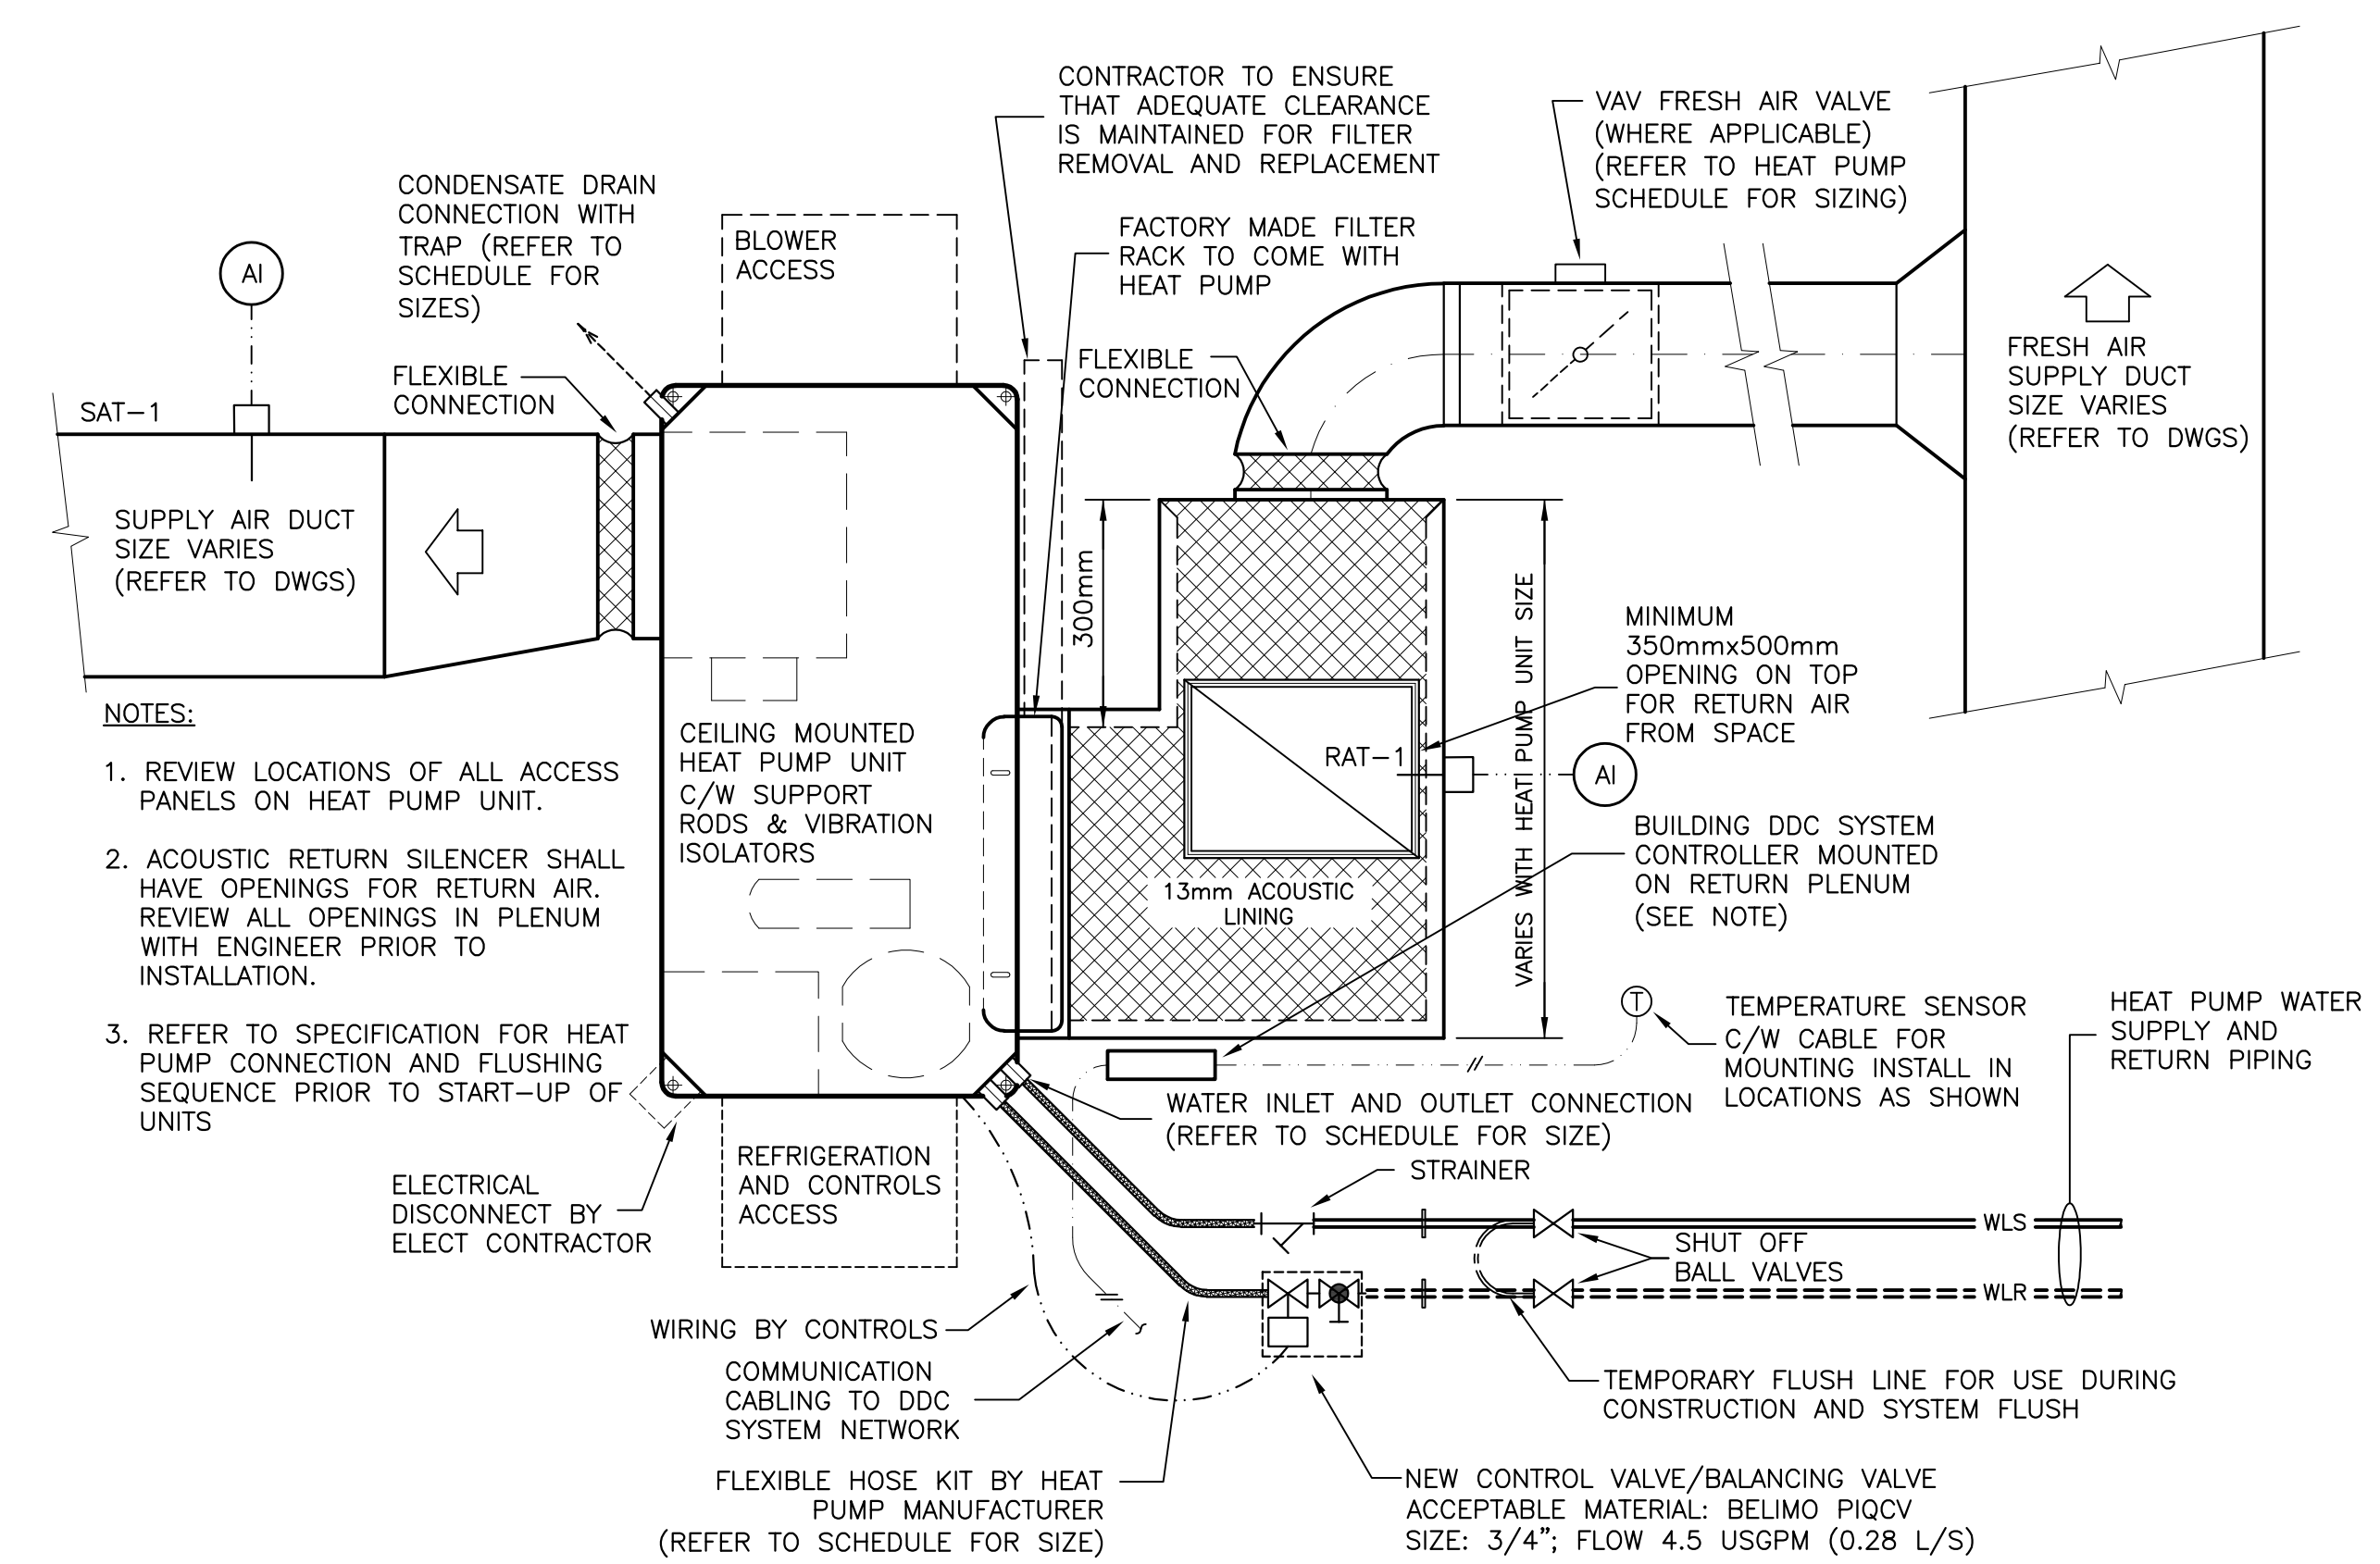 CONTRACTOR TO ENSURE
THAT ADEQUATE CLEARANCE
IS MAINTAINED FOR FILTER
REMOVAL AND REPLACEMENT
VAV FRESH AIR VALVE
(WHERE APPLICABLE)
(REFER TO HEAT PUMP
SCHEDULE FOR SIZING)
CONDENSATE DRAIN
CONNECTION WITH
TRAP (REFER TO
SCHEDULE FOR
SIZES)
BLOWER
ACCESS
FACTORY MADE FILTER
RACK TO COME WITH
HEAT PUMP
AI
FLEXIBLE
CONNECTION
FLEXIBLE
CONNECTION
FRESH AIR
SUPPLY DUCT
SIZE VARIES
(REFER TO DWGS)
SAT-1
SUPPLY AIR DUCT
SIZE VARIES
(REFER TO DWGS)
300mm
VARIES WITH HEAT PUMP UNIT SIZE
MINIMUM
350mmx500mm
OPENING ON TOP
FOR RETURN AIR
FROM SPACE
RAT-1
AI
CEILING MOUNTED
HEAT PUMP UNIT
C/W SUPPORT
RODS & VIBRATION
ISOLATORS
13mm ACOUSTIC
LINING
BUILDING DDC SYSTEM
CONTROLLER MOUNTED
ON RETURN PLENUM
(SEE NOTE)
NOTES:
1. REVIEW LOCATIONS OF ALL ACCESS
PANELS ON HEAT PUMP UNIT.
2. ACOUSTIC RETURN SILENCER SHALL
HAVE OPENINGS FOR RETURN AIR.
REVIEW ALL OPENINGS IN PLENUM
WITH ENGINEER PRIOR TO
INSTALLATION.
3. REFER TO SPECIFICATION FOR HEAT
PUMP CONNECTION AND FLUSHING
SEQUENCE PRIOR TO START-UP OF
UNITS
T
TEMPERATURE SENSOR
C/W CABLE FOR
MOUNTING INSTALL IN
LOCATIONS AS SHOWN
HEAT PUMP WATER
SUPPLY AND
RETURN PIPING
WATER INLET AND OUTLET CONNECTION
(REFER TO SCHEDULE FOR SIZE)
STRAINER
REFRIGERATION
AND CONTROLS
ACCESS
ELECTRICAL
DISCONNECT BY
ELECT CONTRACTOR
WLS
SHUT OFF
BALL VALVES
WLR
WIRING BY CONTROLS
COMMUNICATION
CABLING TO DDC
SYSTEM NETWORK
TEMPORARY FLUSH LINE FOR USE DURING
CONSTRUCTION AND SYSTEM FLUSH
FLEXIBLE HOSE KIT BY HEAT
PUMP MANUFACTURER
(REFER TO SCHEDULE FOR SIZE)
NEW CONTROL VALVE/BALANCING VALVE
ACCEPTABLE MATERIAL: BELIMO PIQCV
SIZE: 3/4"; FLOW 4.5 USGPM (0.28 L/S)